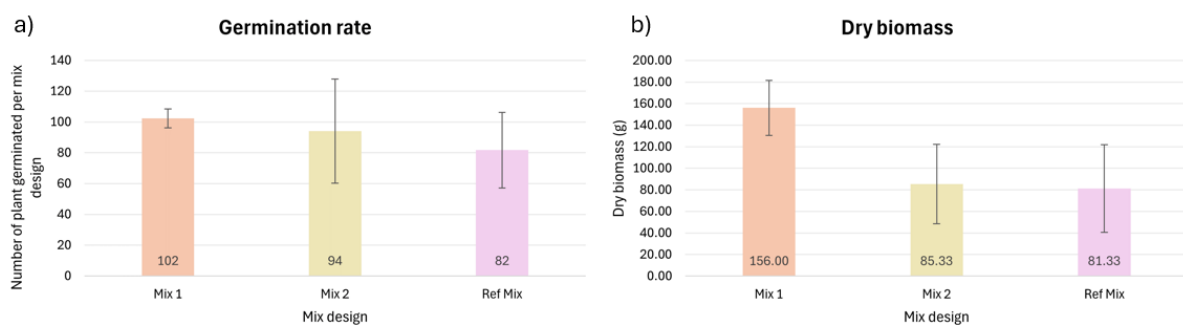 a)
Germination rate
Number of plant germinated per mix
design
140
120
100
80
60
40
20
0
102
94
82
Mix 1
Mix 2
Ref Mix
Mix design
b)
Dry biomass
Dry biomass (g)
200.00
180.00
160.00
140.00
120.00
100.00
80.00
60.00
40.00
20.00
0.00
156.00
85.33
81.33
Mix 1
Mix 2
Ref Mix
Mix design